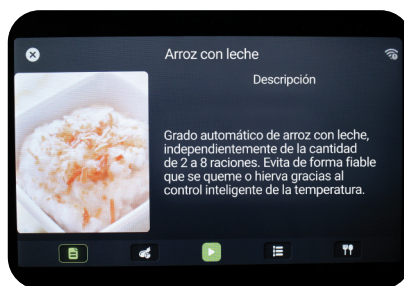 Arroz con leche
Descripción
Grado automático de arroz con leche,
independientemente de la cantidad
de 2 a 8 raciones. Evita de forma fiable
que se queme o hierva gracias al
control inteligente de la temperatura.